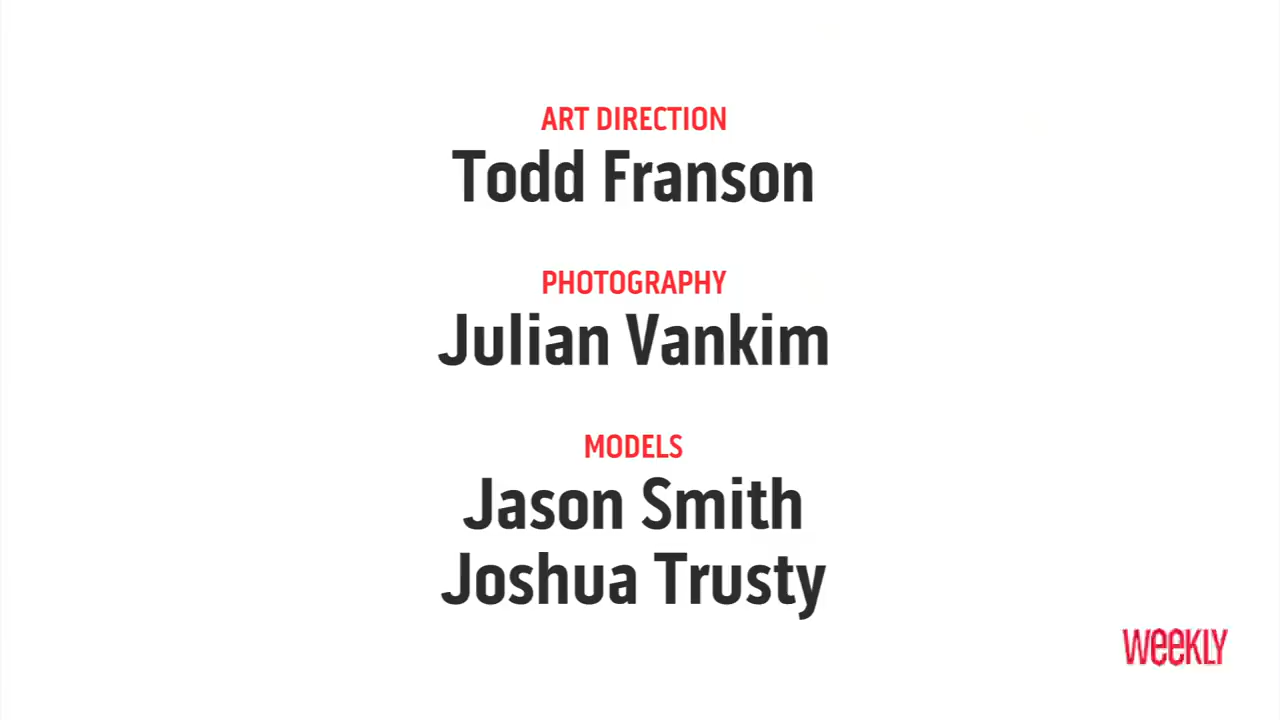 ART DIRECTION
Todd Franson
PHOTOGRAPHY
Julian Vankim
MODELS
Jason Smith
Joshua Trusty
WEEKLY